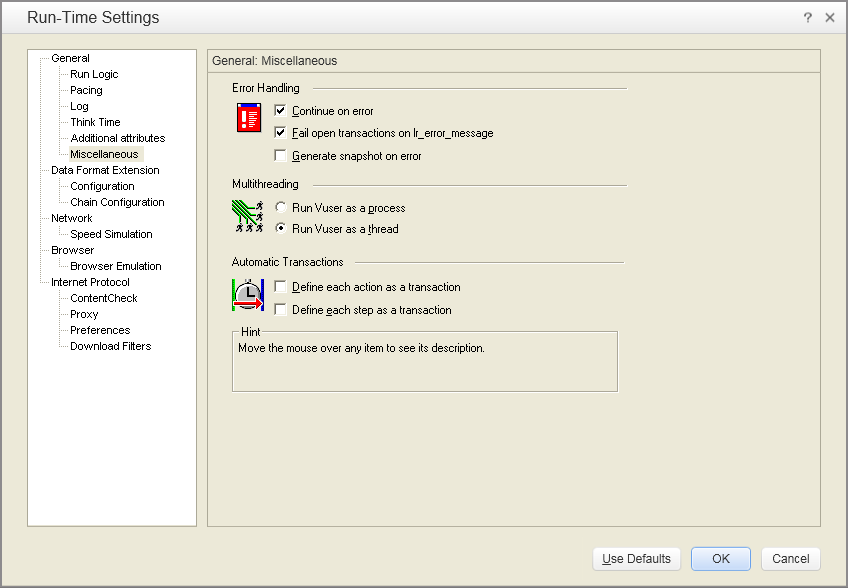 Run-Time Settings
? ×
General
Run Logic
Pacing
Log
Think Time
Additional attributes
Miscellaneous
Data Format Extension
Configuration
Chain Configuration
Network
Speed Simulation
Browser
Browser Emulation
Internet Protocol
ContentCheck
Proxy
Preferences
Download Filters
General: Miscellaneous
Error Handling
Continue on error
Fail open transactions on lr_error_message
Generate snapshot on error
Multithreading
Run Vuser as a process
Run Vuser as a thread
Automatic Transactions
Define each action as a transaction
Define each step as a transaction
Hint
Move the mouse over any item to see its description.
Use Defaults
OK
Cancel